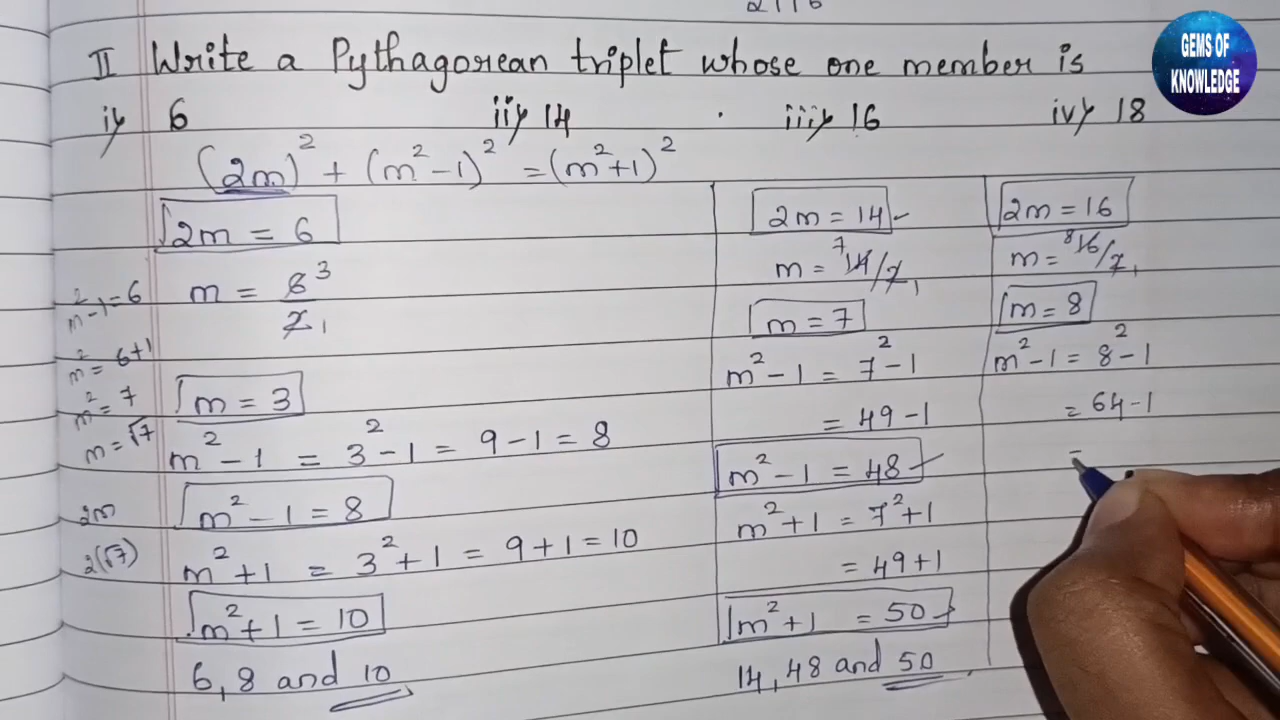 II Write a Pythagorean triplet whose one member is
GEMS OF
KNOWLEDGE
i) 6 ii) 14 iii) 16 iv) 18
(2m)² + (m²-1)² = (m²+1)²
2m = 6
m²-1=6
m² = 6+1
m² = 7
m = √7
2m
2(√7)
m = 3
m² - 1 = 3² - 1 = 9 - 1 = 8
m² - 1 = 8
m² + 1 = 3² + 1 = 9 + 1 = 10
m² + 1 = 10
6, 8 and 10
2m = 14
m = 14/2
7
1
m = 7
m² - 1 = 7² - 1
= 49 - 1
m² - 1 = 48
m² + 1 = 7² + 1
= 49 + 1
m² + 1 = 50
14, 48 and 50
2m = 16
m = 16/2
8
1
m = 8
m² - 1 = 8² - 1
= 64 - 1